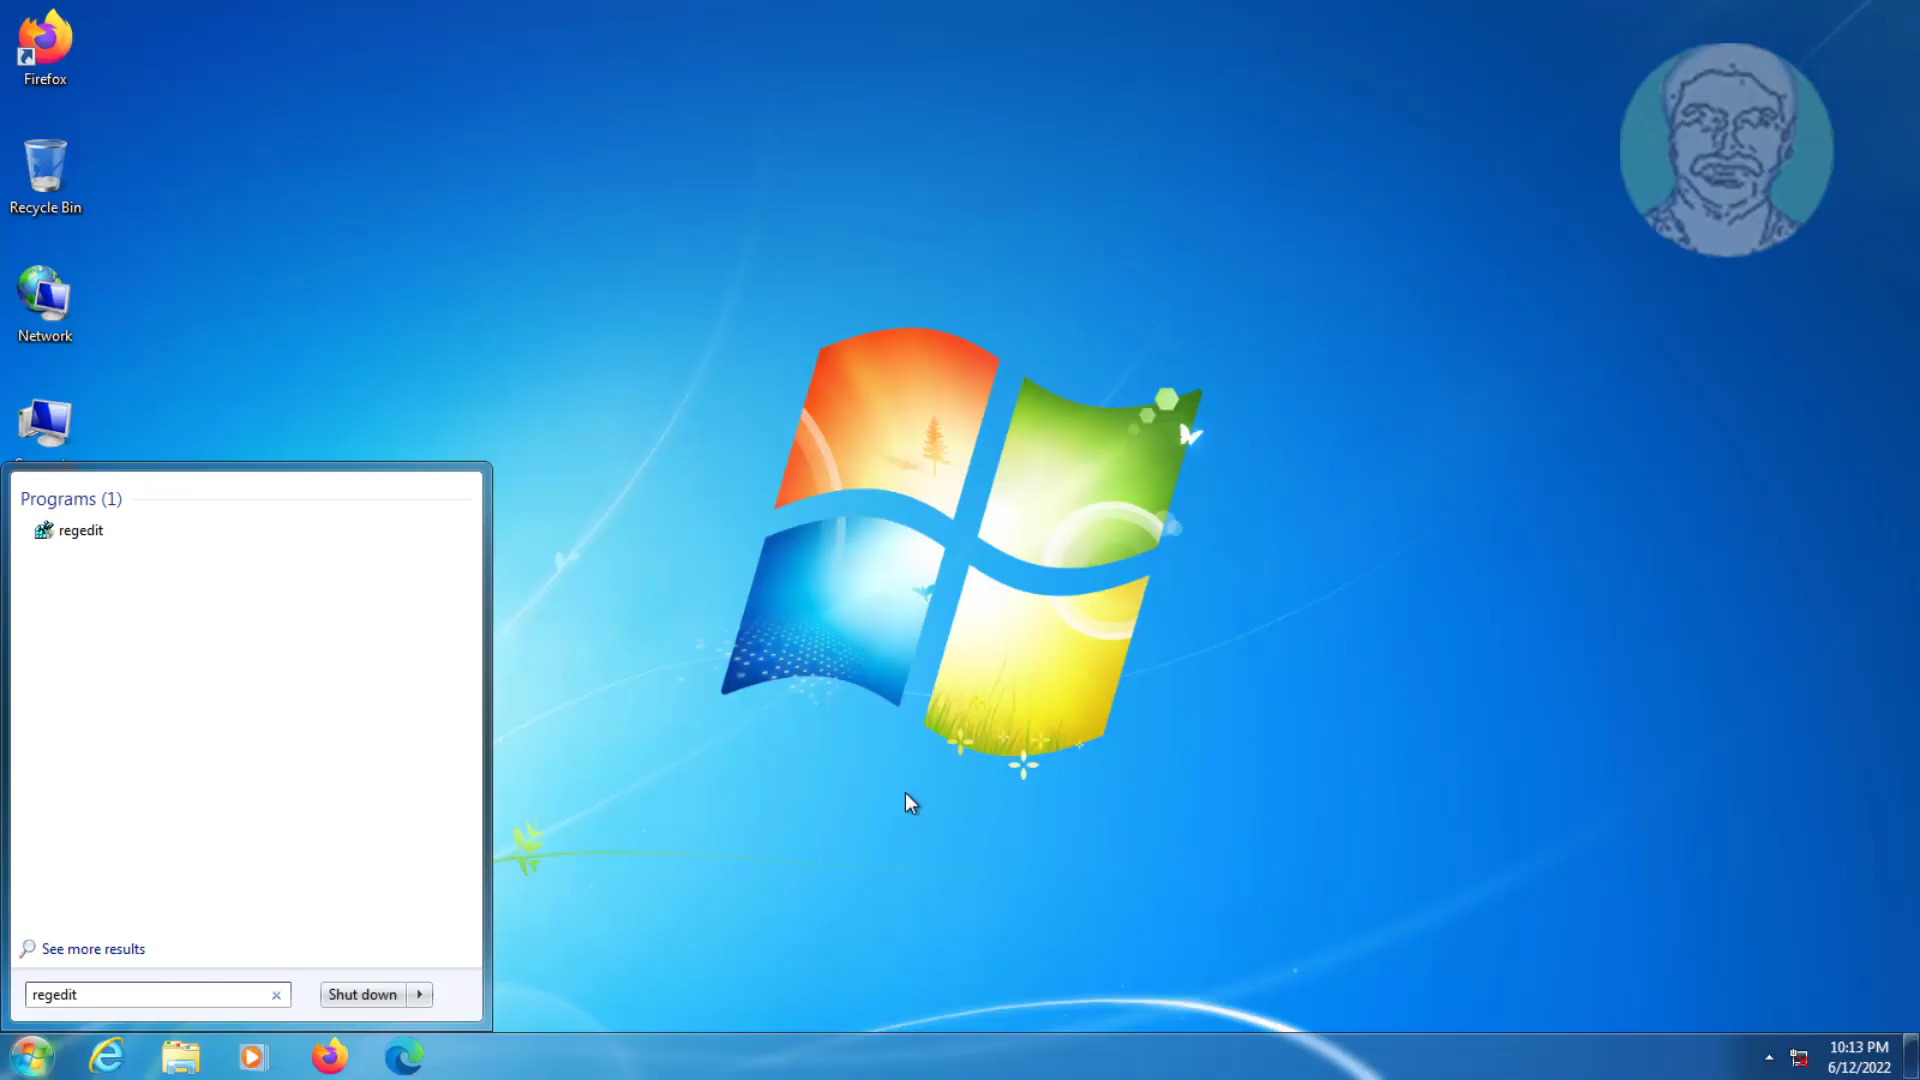 Firefox
Recycle Bin
Network
Programs (1)
regedit
See more results
regedit
Shut down
10:13 PM
6/12/2022